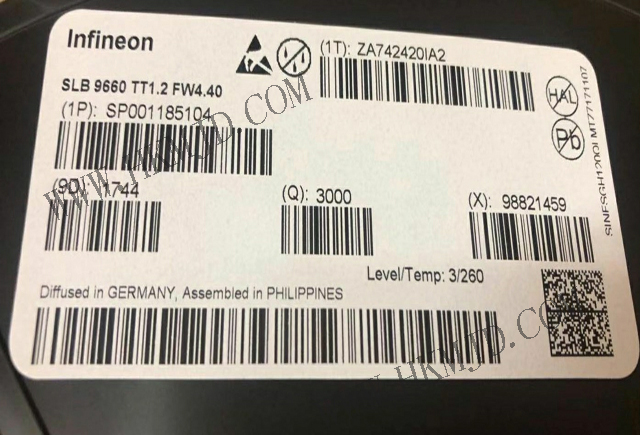 Infineon
(1T): ZA742420IA2
SLB 9660 TT1.2 FW4.40
(1P): SP001185104
HAL
Pb
(9D): 1744
(Q): 3000
(X): 98821459
Level/Temp: 3/260
Diffused in GERMANY, Assembled in PHILIPPINES
WWW.HKMJD.COM